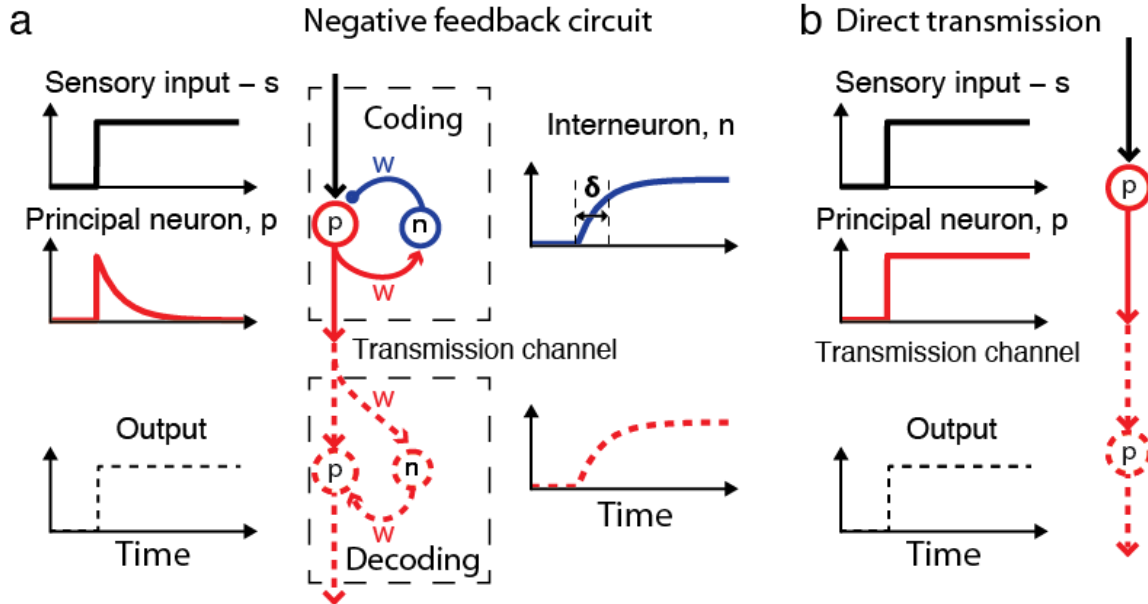 a
Negative feedback circuit
Sensory input – s
Coding
w
p
n
w
Interneuron, n
δ
Principal neuron, p
Transmission channel
w
p
n
w
Decoding
Output
Time
Time
b
Direct transmission
Sensory input – s
p
Principal neuron, p
Transmission channel
Output
p
Time